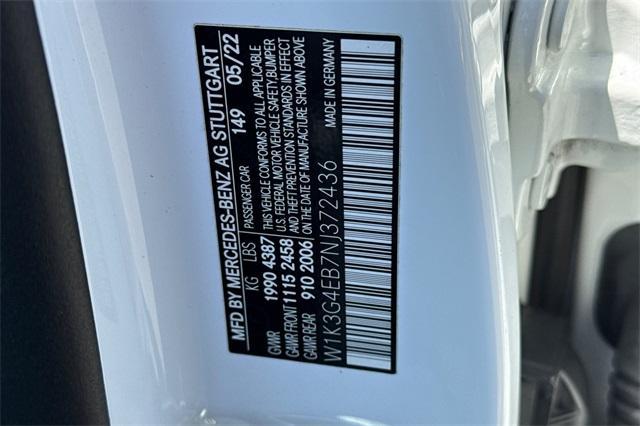 MFD BY MERCEDES-BENZ AG STUTTGART
149 05/22
PASSENGER CAR
KG LBS
GVWR 1990 4387
GAWR FRONT 1115 2458
GAWR REAR 910 2006
THIS VEHICLE CONFORMS TO ALL APPLICABLE
U.S. FEDERAL MOTOR VEHICLE SAFETY, BUMPER
AND THEFT PREVENTION STANDARDS IN EFFECT
ON THE DATE OF MANUFACTURE SHOWN ABOVE
W1K3G4EB7NJ372436
MADE IN GERMANY